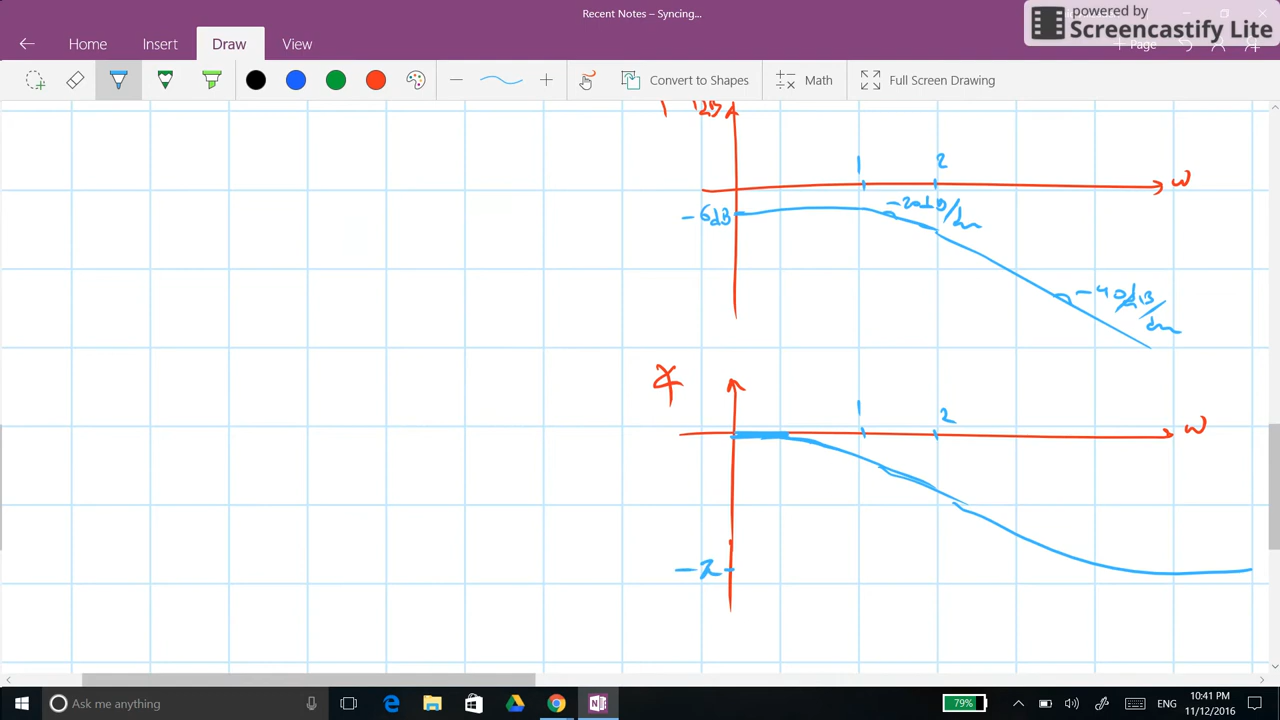 Recent Notes – Syncing...
powered by
Screencastify Lite
Home Insert Draw View
Page
Convert to Shapes
Math
Full Screen Drawing
1 2
ω
-6dB
-20dB/dec
-40dB/dec
∡
1 2
ω
-π
Ask me anything
79%
ENG
10:41 PM
11/12/2016